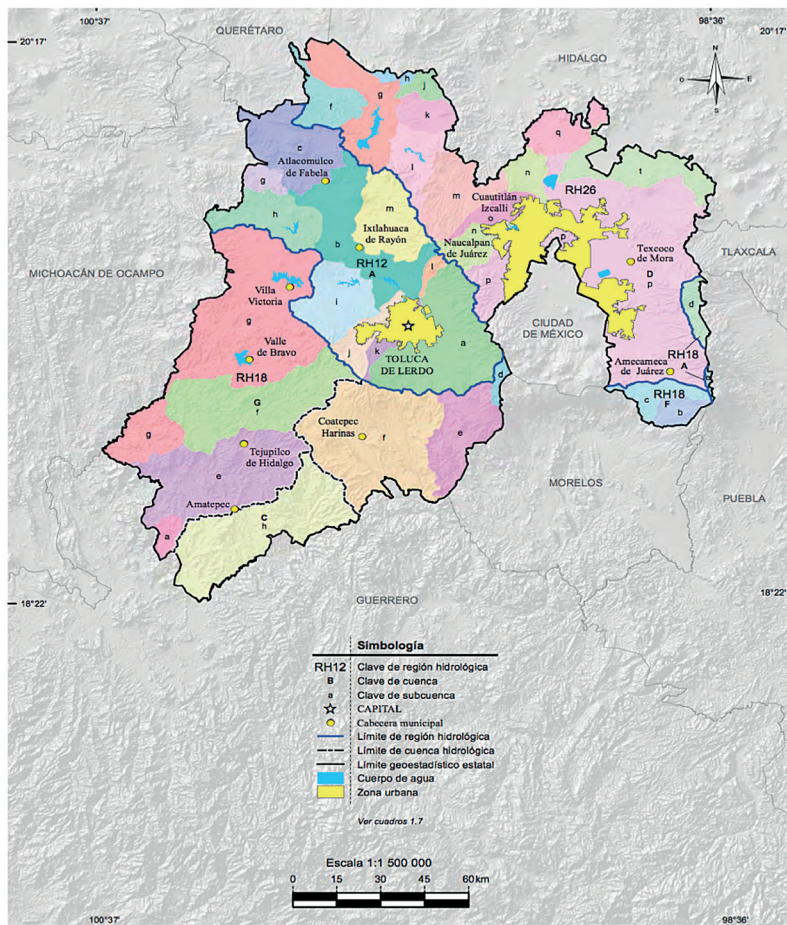 100°37'
98°36'
20°17'
20°17'
QUERÉTARO
HIDALGO
N
O
E
S
h
j
g
f
k
q
c
l
n
t
Atlacomulco
de Fabela
RH26
g
m
Cuautitlán
Izcalli
o
m
h
Ixtlahuaca
de Rayón
n
Naucalpan
de Juárez
p
Texcoco
de Mora
TLAXCALA
b
RH12
A
l
D
p
MICHOACÁN DE OCAMPO
Villa
Victoria
i
p
d
g
CIUDAD
DE MÉXICO
Valle
de Bravo
TOLUCA
DE LERDO
a
j
k
RH18
Amecameca
de Juárez
RH18
A
d
RH18
F
c
b
G
f
g
Coatepec
Harinas
f
e
Tejupilco
de Hidalgo
e
MORELOS
Amatepec
PUEBLA
C
h
a
18°22'
18°22'
GUERRERO
Simbología
RH12 Clave de región hidrológica
B Clave de cuenca
a Clave de subcuenca
CAPITAL
Cabecera municipal
Límite de región hidrológica
Límite de cuenca hidrológica
Límite geoestadístico estatal
Cuerpo de agua
Zona urbana
Ver cuadros 1.7
Escala 1:1 500 000
0 15 30 45 60 km
100°37'
98°36'